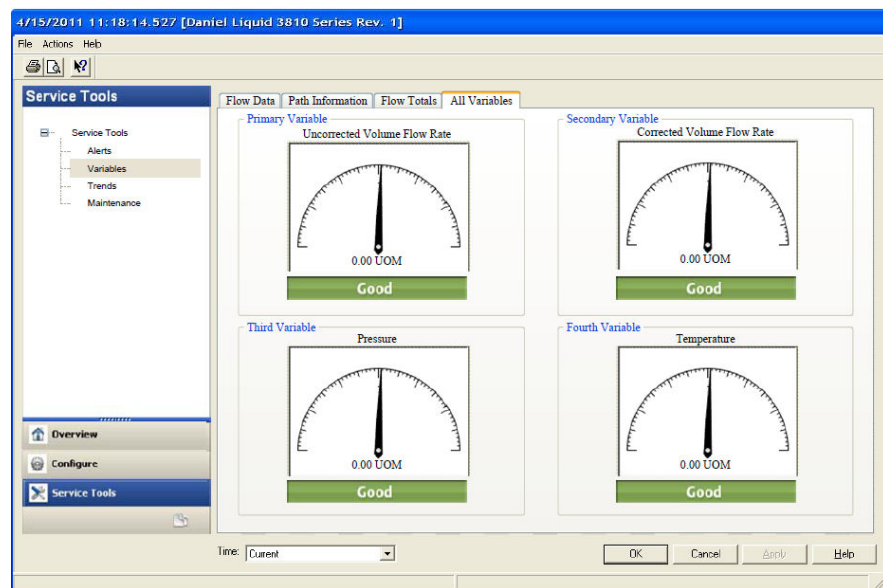 4/15/2011 11:18:14.527 [Daniel Liquid 3810 Series Rev. 1]
File Actions Help
Service Tools
Service Tools
Alerts
Variables
Trends
Maintenance
Overview
Configure
Service Tools
Flow Data Path Information Flow Totals All Variables
Primary Variable
Uncorrected Volume Flow Rate
0.00 UOM
Good
Secondary Variable
Corrected Volume Flow Rate
0.00 UOM
Good
Third Variable
Pressure
0.00 UOM
Good
Fourth Variable
Temperature
0.00 UOM
Good
Time: Current
OK Cancel Apply Help